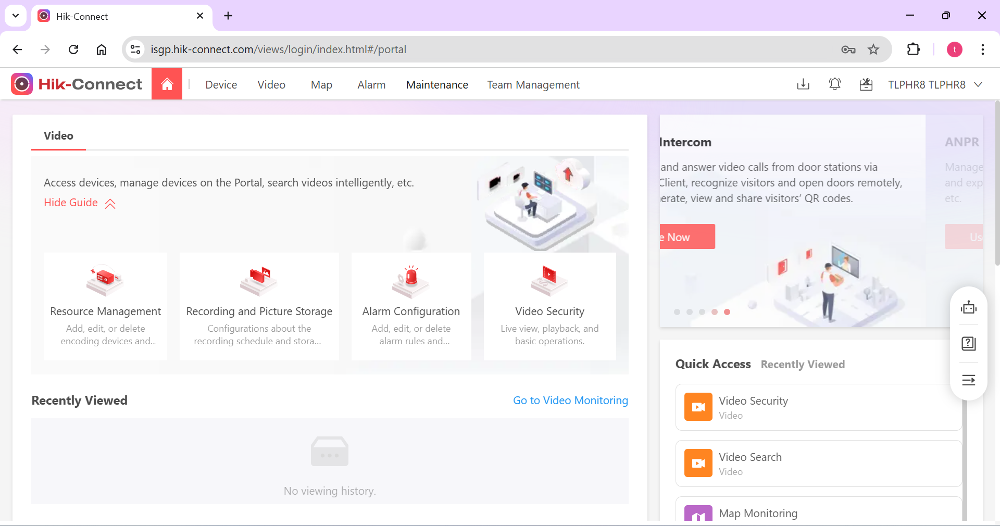 Hik-Connect
isgp.hik-connect.com/views/login/index.html#/portal
t
Hik-Connect
Device
Video
Map
Alarm
Maintenance
Team Management
TLPHR8 TLPHR8
Video
Access devices, manage devices on the Portal, search videos intelligently, etc.
Hide Guide
Resource Management
Add, edit, or delete
encoding devices and..
Recording and Picture Storage
Configurations about the
recording schedule and stora...
Alarm Configuration
Add, edit, or delete
alarm rules and...
Video Security
Live view, playback, and
basic operations.
Recently Viewed
Go to Video Monitoring
No viewing history.
Intercom
and answer video calls from door stations via
Client, recognize visitors and open doors remotely,
erate, view and share visitors’ QR codes.
e Now
ANPR
Manage
and exp
etc.
Us
Quick Access
Recently Viewed
Video Security
Video
Video Search
Video
Map Monitoring